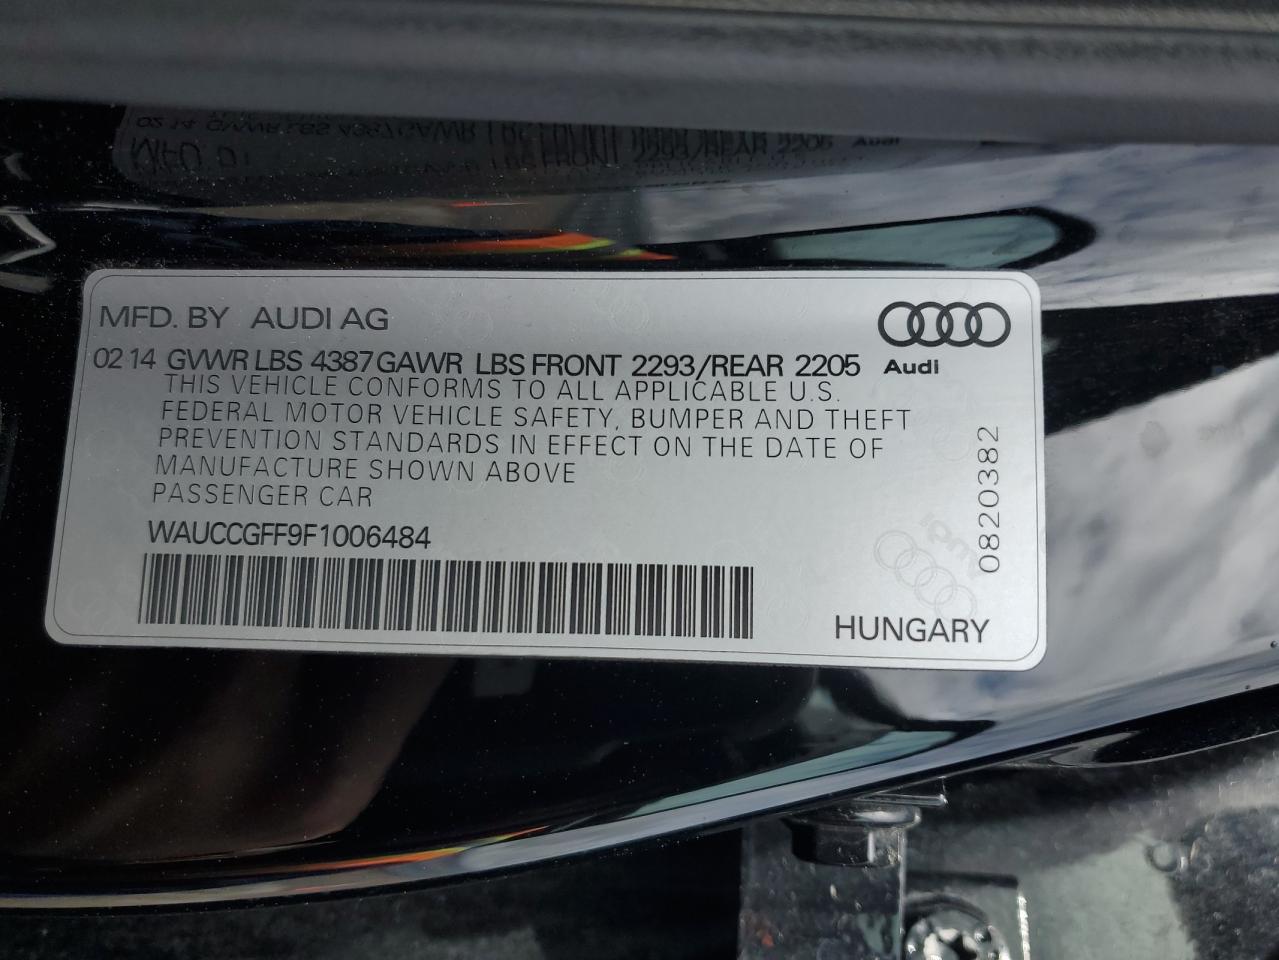 MFD. BY AUDI AG
02 14 GVWR LBS 4387 GAWR LBS FRONT 2293/REAR 2205
Audi
THIS VEHICLE CONFORMS TO ALL APPLICABLE U.S.
FEDERAL MOTOR VEHICLE SAFETY, BUMPER AND THEFT
PREVENTION STANDARDS IN EFFECT ON THE DATE OF
MANUFACTURE SHOWN ABOVE
PASSENGER CAR
WAUCCGFF9F1006484
0820382
HUNGARY